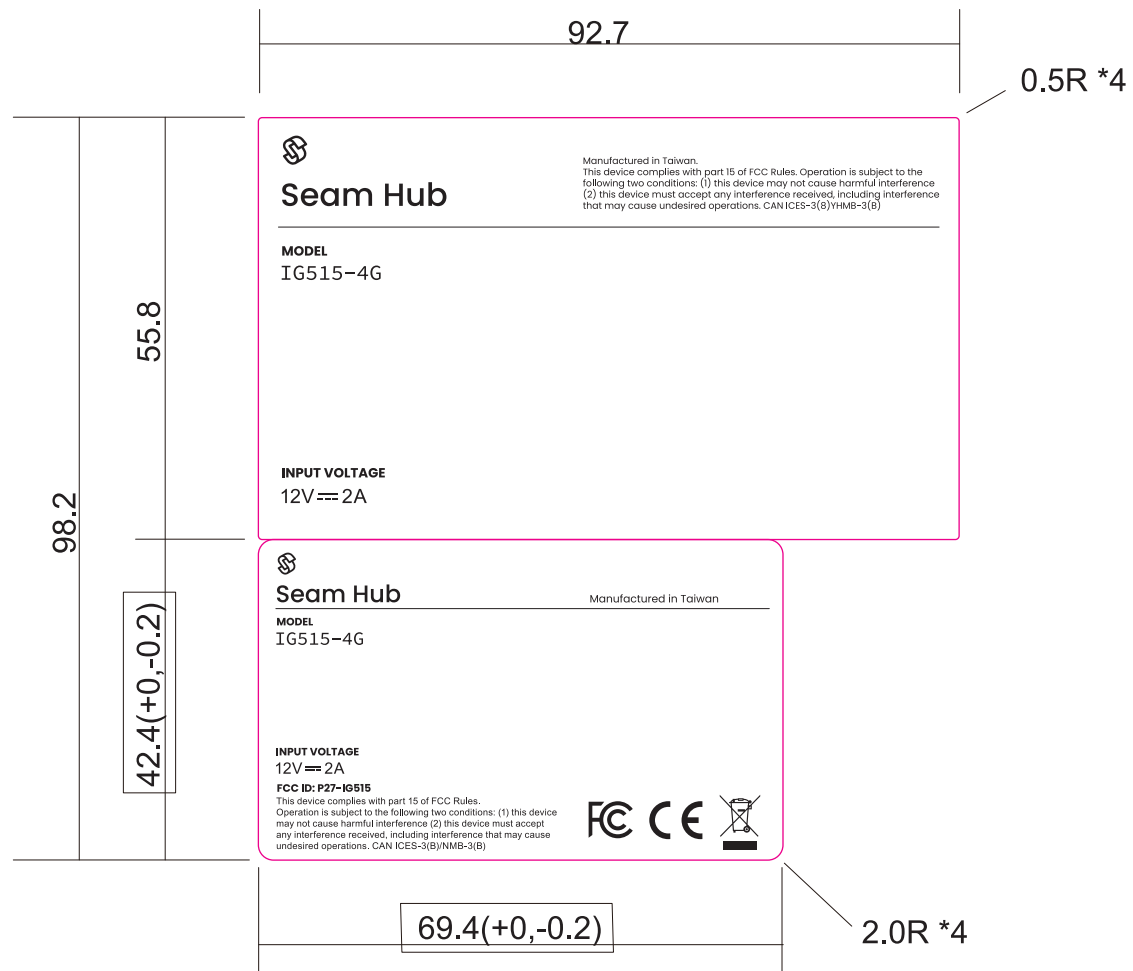 92.7
0.5R *4
Seam Hub
Manufactured in Taiwan.
This device complies with part 15 of FCC Rules. Operation is subject to the
following two conditions: (1) this device may not cause harmful interference
(2) this device must accept any interference received, including interference
that may cause undesired operations. CAN ICES-3(8)YHMB-3(B)
MODEL
IG515-4G
55.8
INPUT VOLTAGE
12V 2A
98.2
Seam Hub
Manufactured in Taiwan
MODEL
IG515-4G
42.4(+0,-0.2)
INPUT VOLTAGE
12V 2A
FCC ID: P27-IG515
This device complies with part 15 of FCC Rules.
Operation is subject to the following two conditions: (1) this device
may not cause harmful interference (2) this device must accept
any interference received, including interference that may cause
undesired operations. CAN ICES-3(B)/NMB-3(B)
FC CE
69.4(+0,-0.2)
2.0R *4